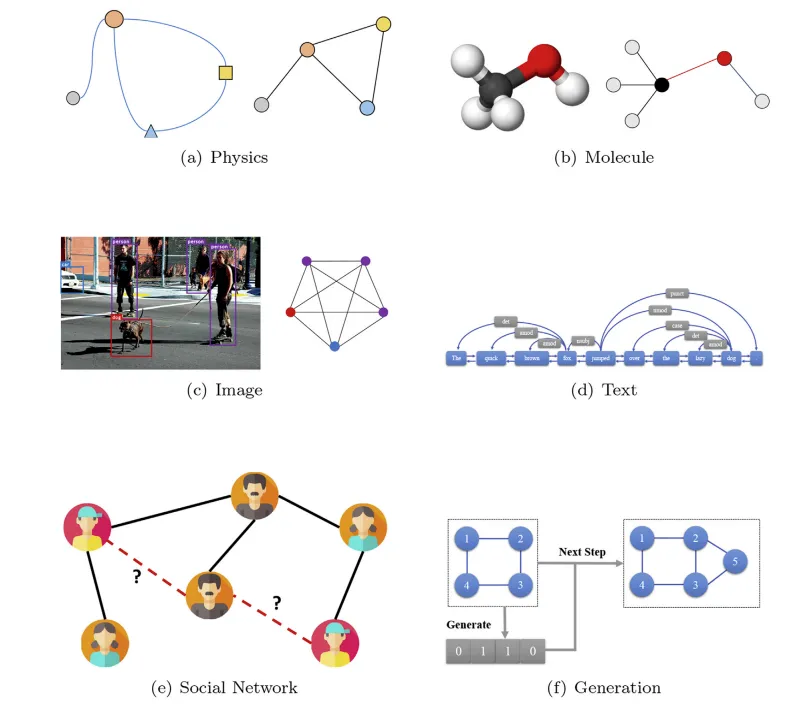 (a) Physics
(b) Molecule
person
person
person
car
dog
(c) Image
punct
nmod
det
case
amod
nsubj
det
amod
amod
The
quick
brown
fox
jumped
over
the
lazy
dog
.
(d) Text
?
?
(e) Social Network
1
2
4
3
Next Step
1
2
5
4
3
Generate
0 1 1 0
(f) Generation